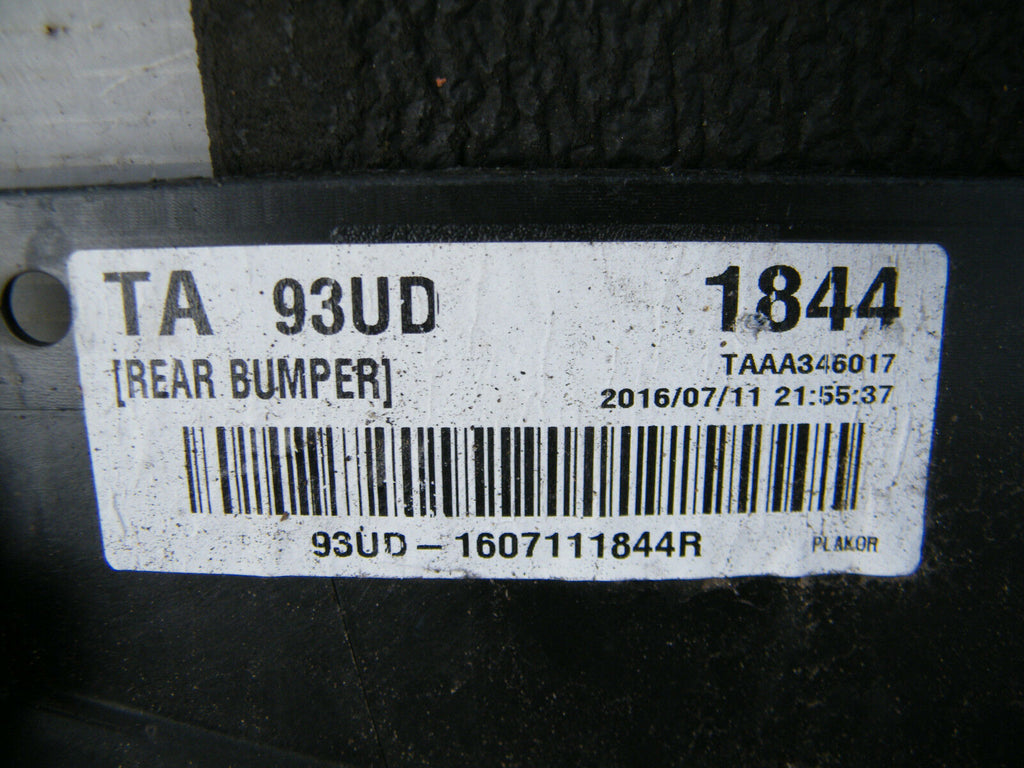 TA 93UD 1844
[REAR BUMPER] TAAA346017
2016/07/11 21:55:37
93UD-1607111844R PLAKOR